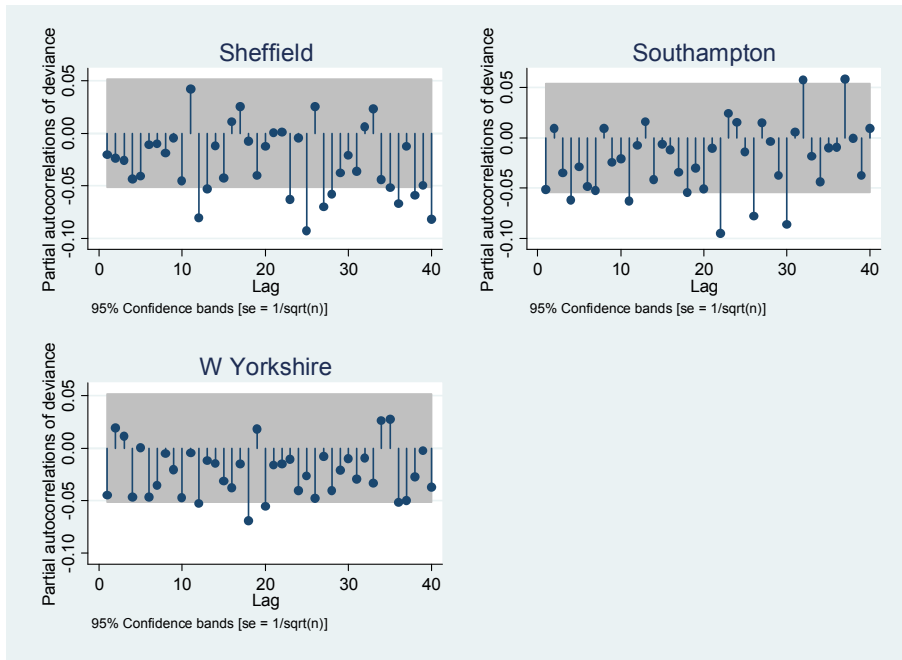 Sheffield
Partial autocorrelations of deviance
0.05
0.00
-0.05
-0.10
0 10 20 30 40
Lag
95% Confidence bands [se = 1/sqrt(n)]
Southampton
Partial autocorrelations of deviance
0.05
0.00
-0.05
-0.10
0 10 20 30 40
Lag
95% Confidence bands [se = 1/sqrt(n)]
W Yorkshire
Partial autocorrelations of deviance
0.05
0.00
-0.05
-0.10
0 10 20 30 40
Lag
95% Confidence bands [se = 1/sqrt(n)]